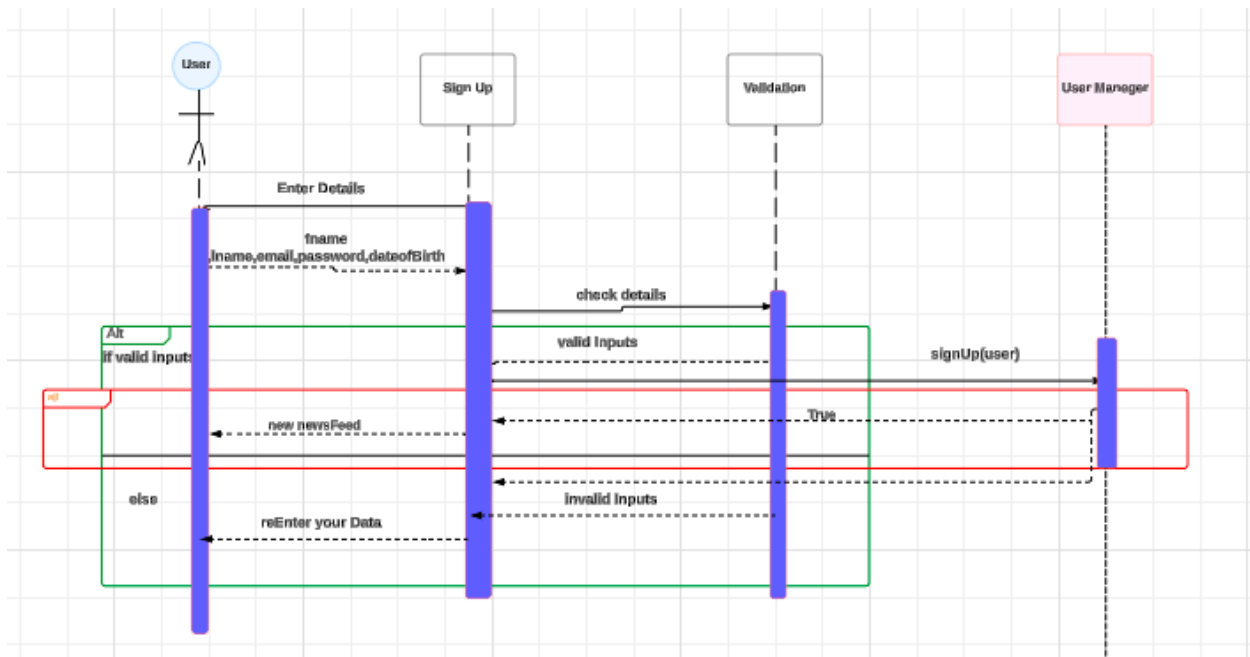 User
Sign Up
Validation
User Manager
Enter Details
fname
,lname,email,password,dateofBirth
check details
Alt
if valid inputs
valid Inputs
signUp(user)
True
new newsFeed
else
invalid Inputs
reEnter your Data